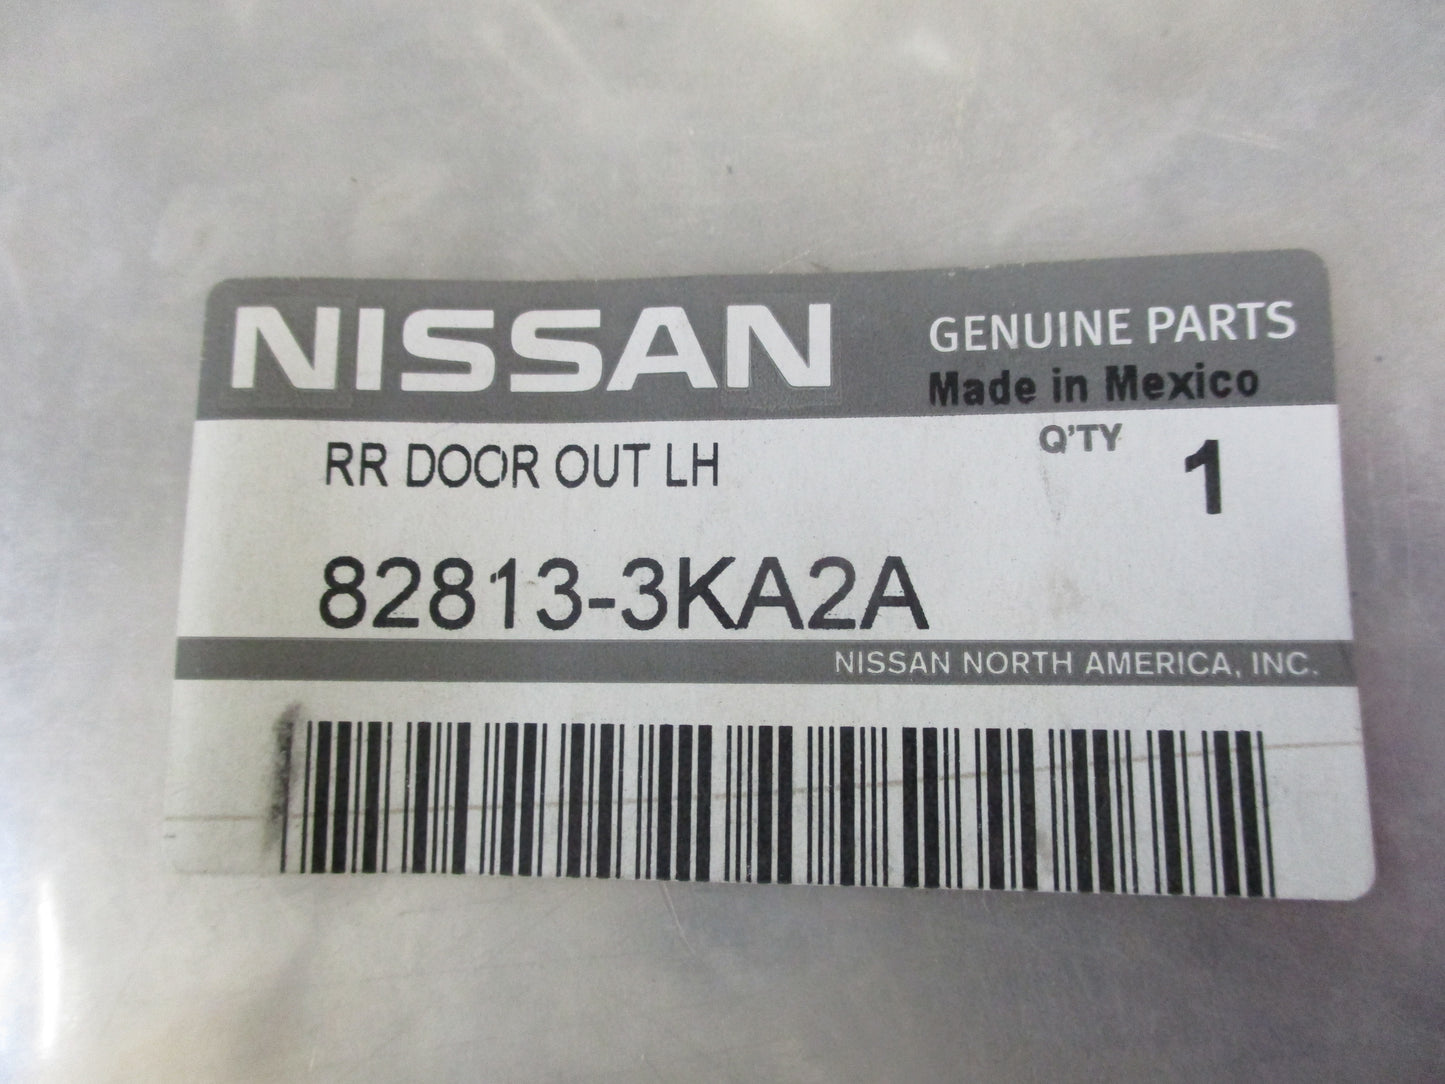 NISSAN
GENUINE PARTS
Made in Mexico
RR DOOR OUT LH
Q'TY 1
82813-3KA2A
NISSAN NORTH AMERICA, INC.